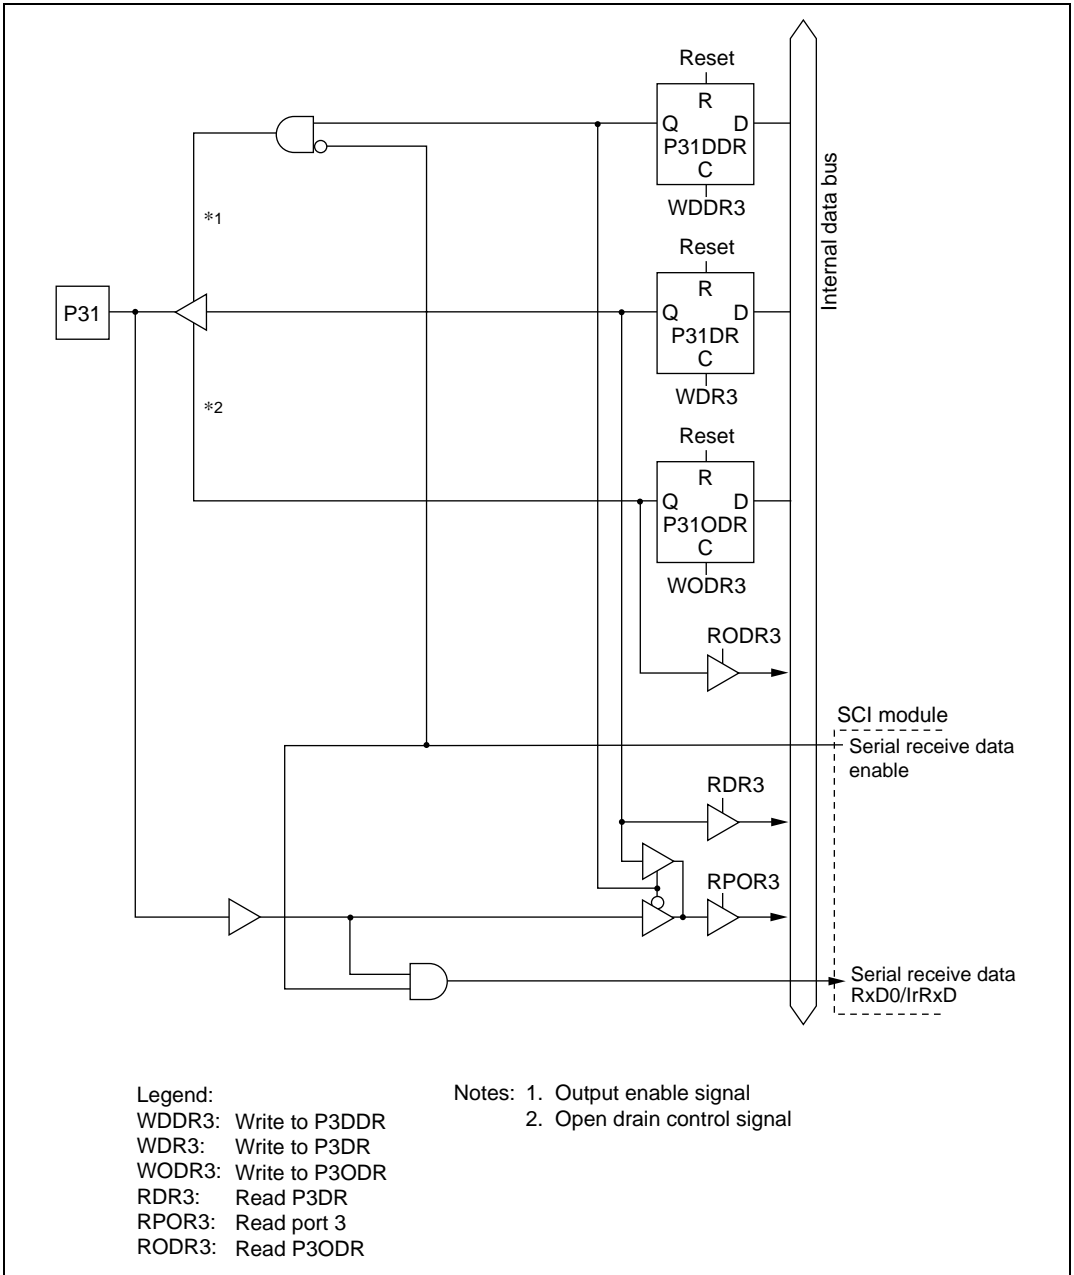 Reset
R
Q D
P31DDR
C
WDDR3
Internal data bus
*1
Reset
R
P31
Q D
P31DR
C
WDR3
*2
Reset
R
Q D
P31ODR
C
WODR3
RODR3
SCI module
Serial receive data
enable
RDR3
RPOR3
Serial receive data
RxD0/IrRxD
Legend:
WDDR3: Write to P3DDR
WDR3: Write to P3DR
WODR3: Write to P3ODR
RDR3: Read P3DR
RPOR3: Read port 3
RODR3: Read P3ODR
Notes: 1. Output enable signal
2. Open drain control signal